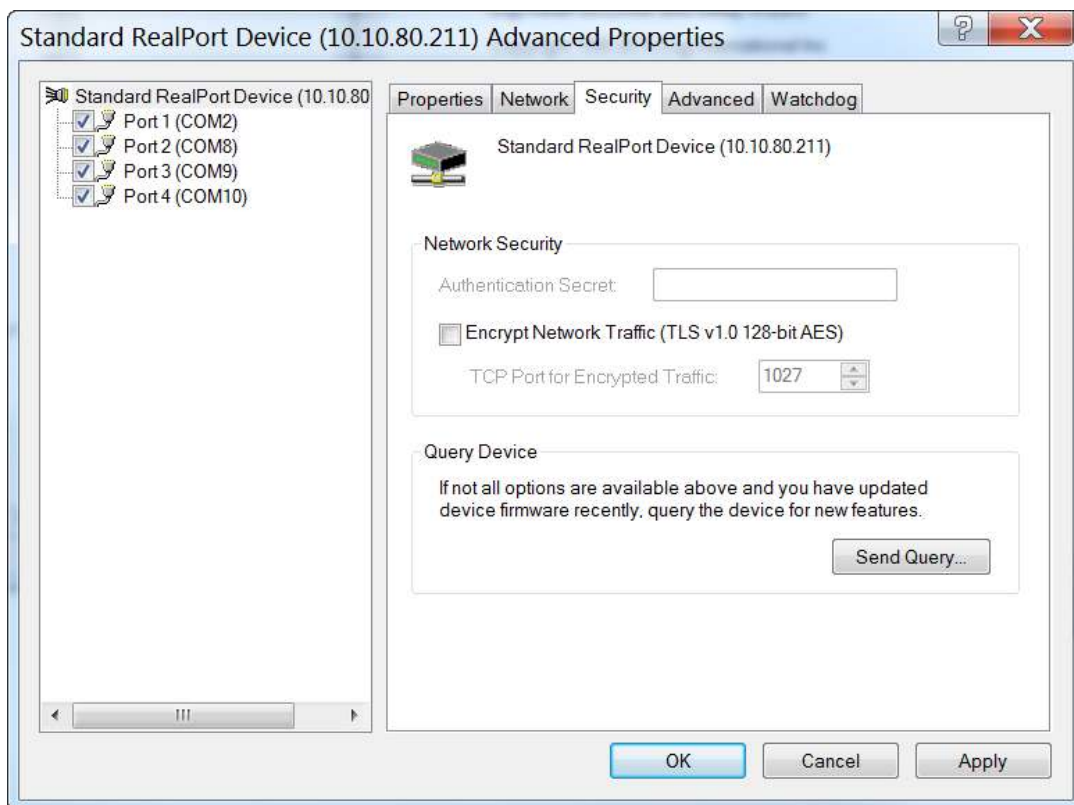 Standard RealPort Device (10.10.80.211) Advanced Properties
Standard RealPort Device (10.10.80
Port 1 (COM2)
Port 2 (COM8)
Port 3 (COM9)
Port 4 (COM10)
Properties Network Security Advanced Watchdog
Standard RealPort Device (10.10.80.211)
Network Security
Authentication Secret:
Encrypt Network Traffic (TLS v1.0 128-bit AES)
TCP Port for Encrypted Traffic: 1027
Query Device
If not all options are available above and you have updated
device firmware recently, query the device for new features.
Send Query...
OK Cancel Apply